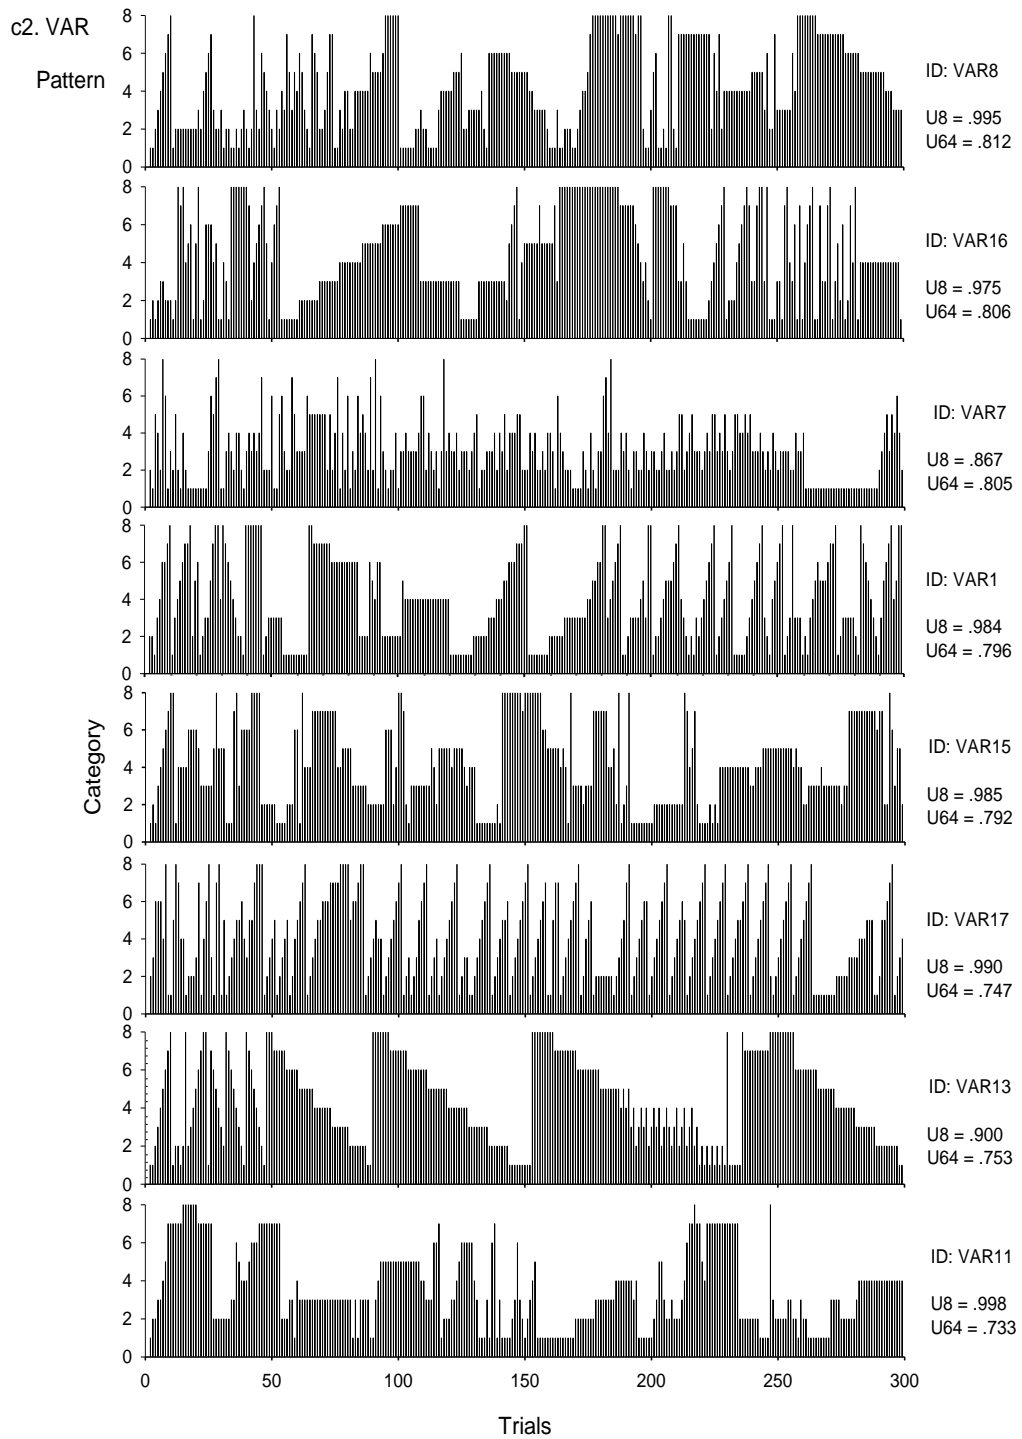 c2. VAR
Pattern
8
6
4
2
0
ID: VAR8
U8 = .995
U64 = .812
8
6
4
2
0
ID: VAR16
U8 = .975
U64 = .806
8
6
4
2
0
ID: VAR7
U8 = .867
U64 = .805
8
6
4
2
0
ID: VAR1
U8 = .984
U64 = .796
Category
8
6
4
2
0
ID: VAR15
U8 = .985
U64 = .792
8
6
4
2
0
ID: VAR17
U8 = .990
U64 = .747
8
6
4
2
0
ID: VAR13
U8 = .900
U64 = .753
8
6
4
2
0
ID: VAR11
U8 = .998
U64 = .733
0 50 100 150 200 250 300
Trials